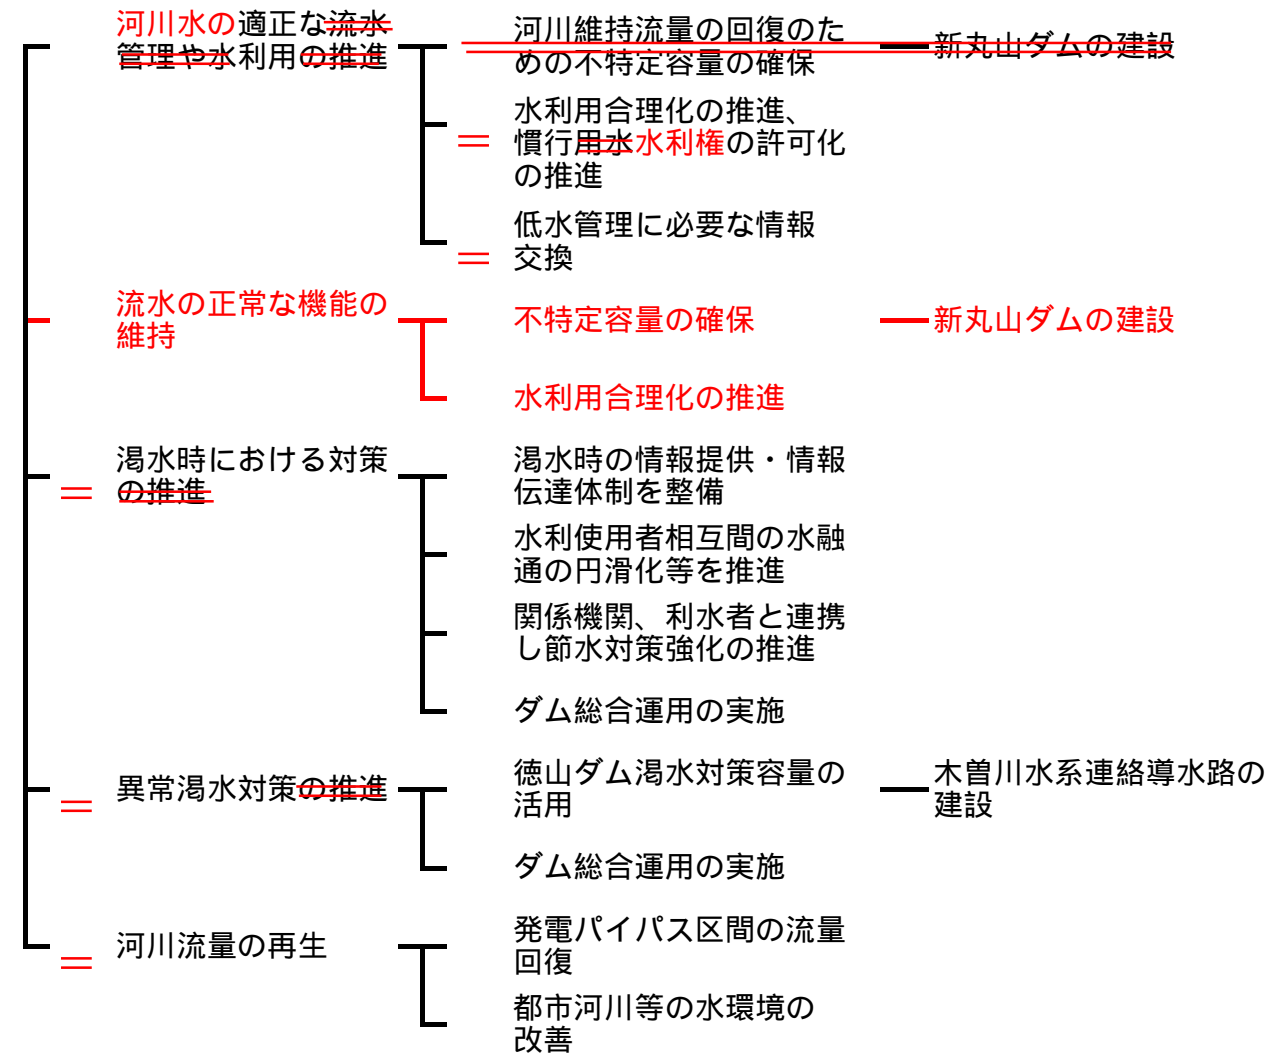 河川水の適正な流水
管理や水利用の推進
河川維持流量の回復のた
めの不特定容量の確保
新丸山ダムの建設
水利用合理化の推進、
慣行用水水利権の許可化
の推進
低水管理に必要な情報
交換
流水の正常な機能の
維持
不特定容量の確保
新丸山ダムの建設
水利用合理化の推進
渇水時における対策
の推進
渇水時の情報提供・情報
伝達体制を整備
水利使用者相互間の水融
通の円滑化等を推進
関係機関、利水者と連携
し節水対策強化の推進
ダム総合運用の実施
異常渇水対策の推進
徳山ダム渇水対策容量の
活用
木曽川水系連絡導水路の
建設
ダム総合運用の実施
河川流量の再生
発電バイパス区間の流量
回復
都市河川等の水環境の
改善